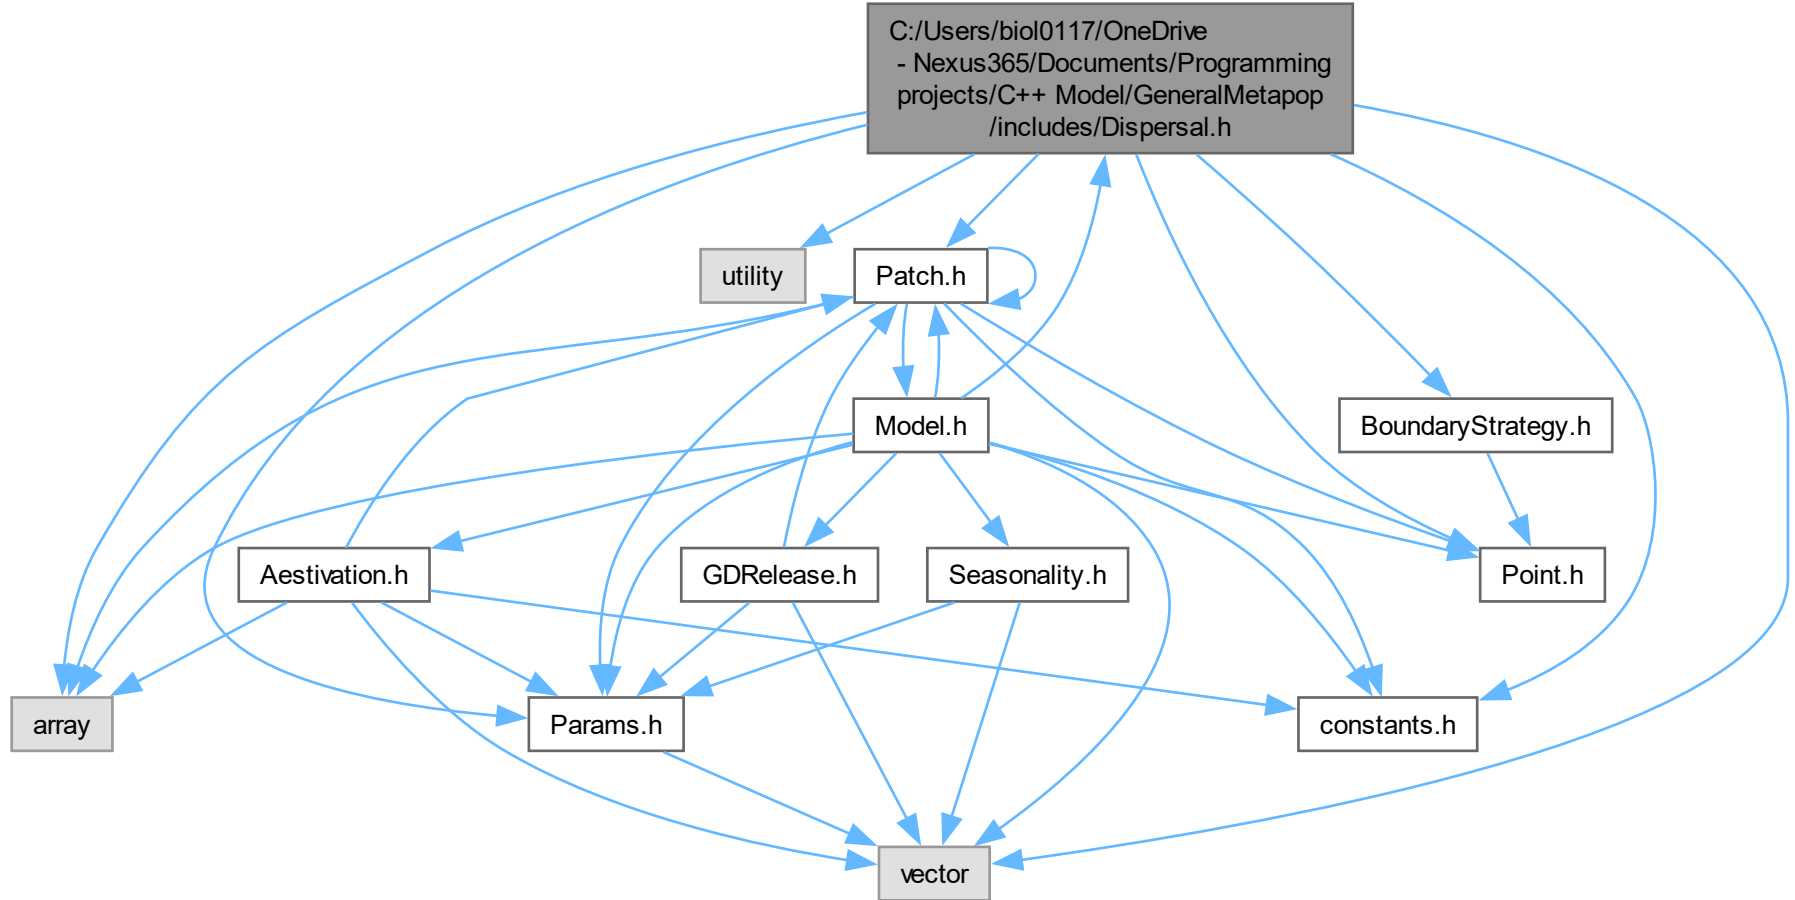 C:/Users/biol0117/OneDrive
- Nexus365/Documents/Programming
projects/C++ Model/GeneralMetapop
/includes/Dispersal.h
utility
Patch.h
Model.h
BoundaryStrategy.h
Aestivation.h
GDRelease.h
Seasonality.h
Point.h
array
Params.h
constants.h
vector